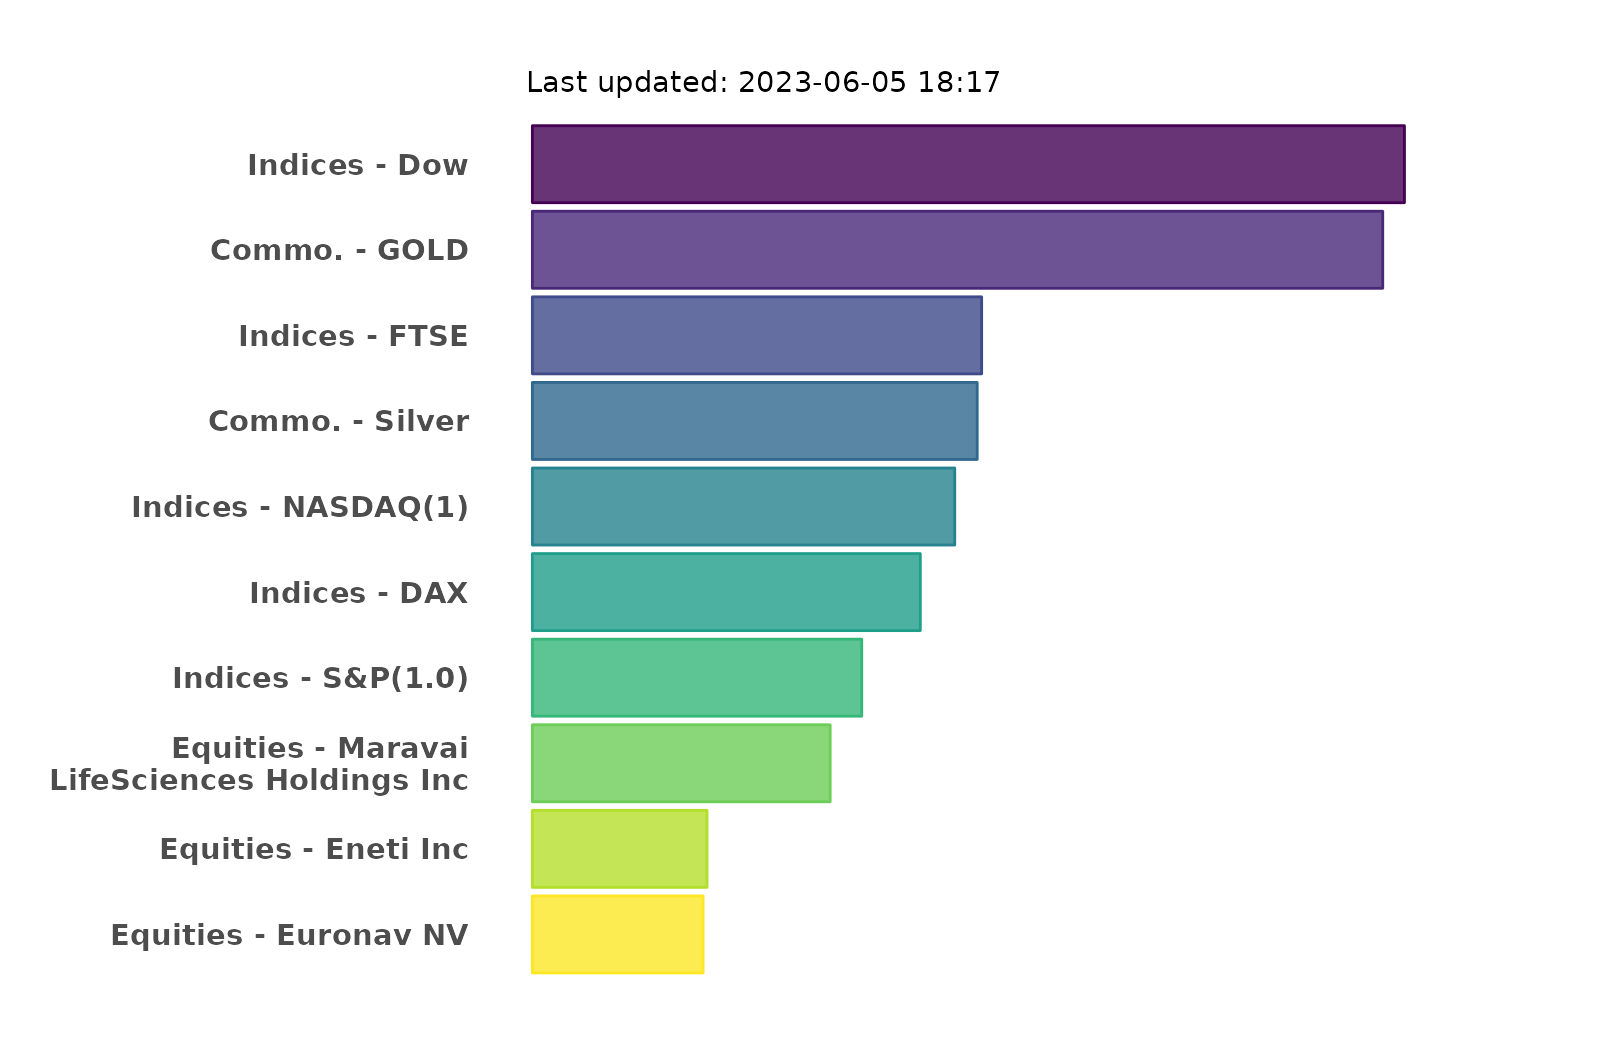 Last updated: 2023-06-05 18:17
Indices - Dow
Commo. - GOLD
Indices - FTSE
Commo. - Silver
Indices - NASDAQ(1)
Indices - DAX
Indices - S&P(1.0)
Equities - Maravai
LifeSciences Holdings Inc
Equities - Eneti Inc
Equities - Euronav NV